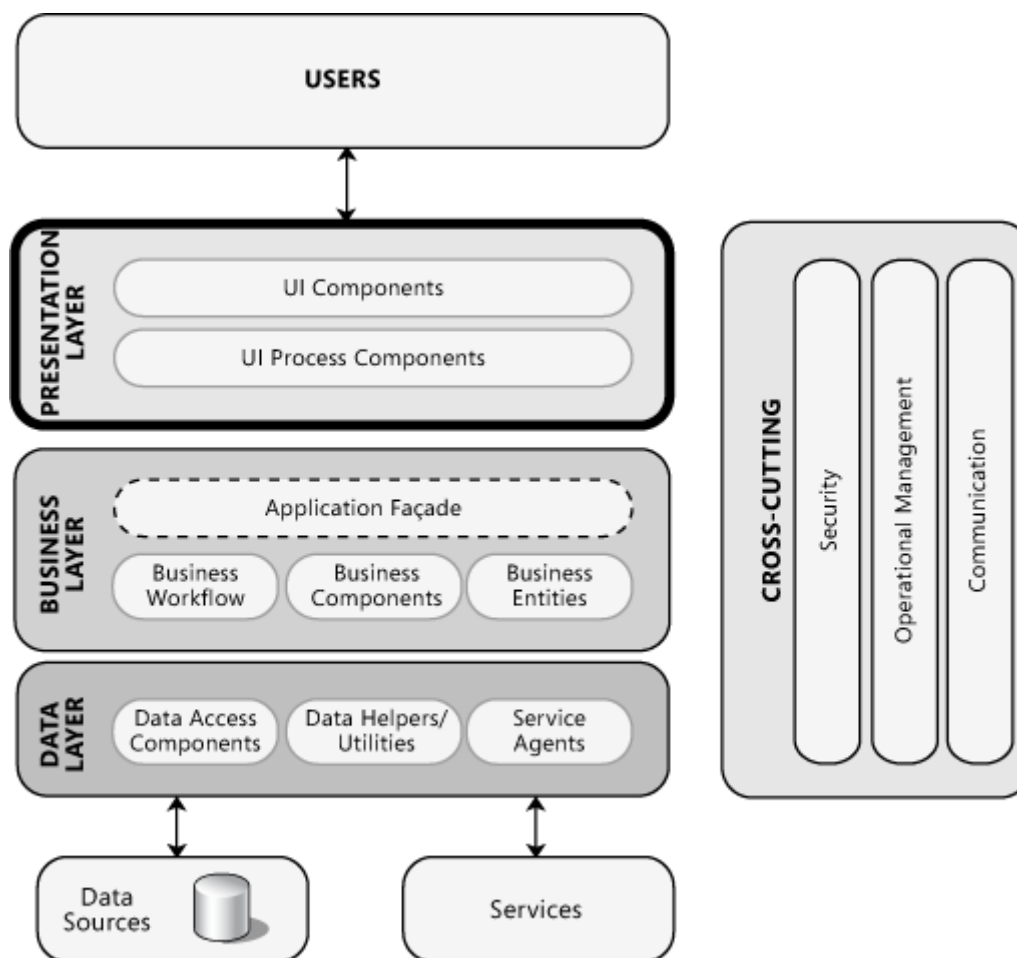 USERS
PRESENTATION
LAYER
UI Components
UI Process Components
BUSINESS
LAYER
Application Façade
Business
Workflow
Business
Components
Business
Entities
DATA
LAYER
Data Access
Components
Data Helpers/
Utilities
Service
Agents
Data
Sources
Services
CROSS-CUTTING
Security
Operational Management
Communication